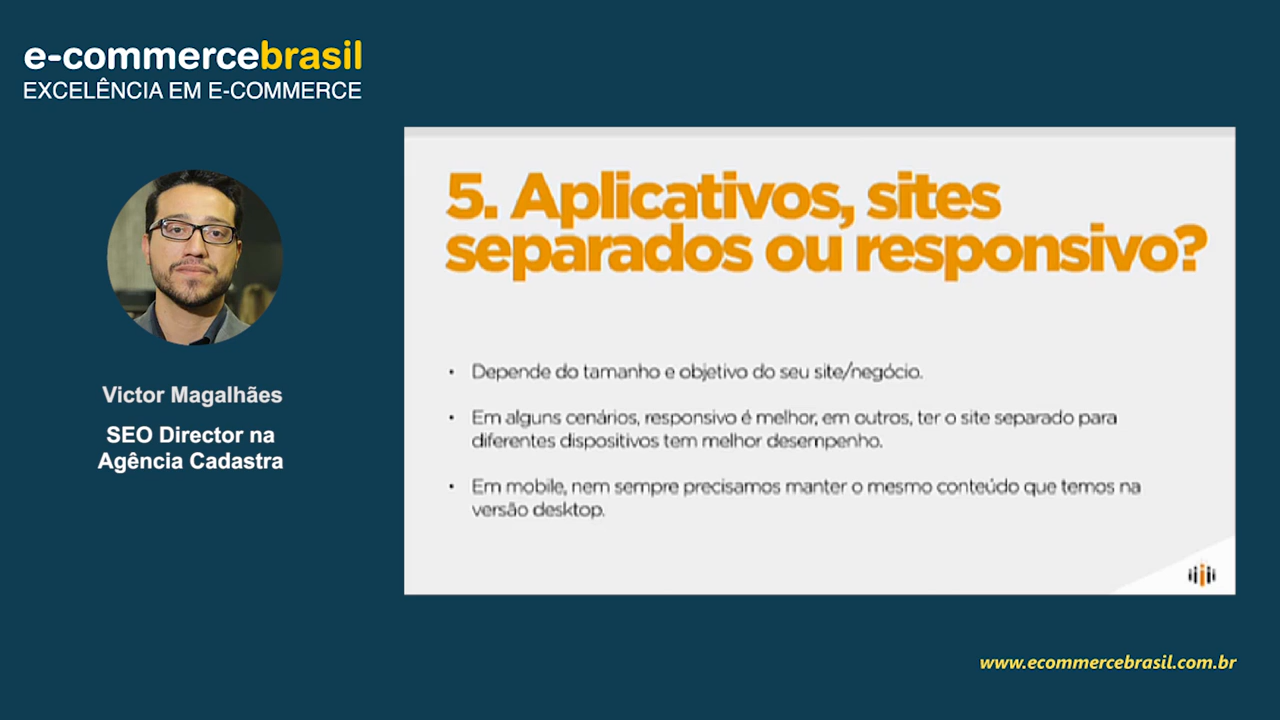 e-commercebrasil
EXCELÊNCIA EM E-COMMERCE
Victor Magalhães
SEO Director na
Agência Cadastra
5. Aplicativos, sites
separados ou responsivo?
• Depende do tamanho e objetivo do seu site/negócio.
• Em alguns cenários, responsivo é melhor, em outros, ter o site separado para
diferentes dispositivos tem melhor desempenho.
• Em mobile, nem sempre precisamos manter o mesmo conteúdo que temos na
versão desktop.
www.ecommercebrasil.com.br